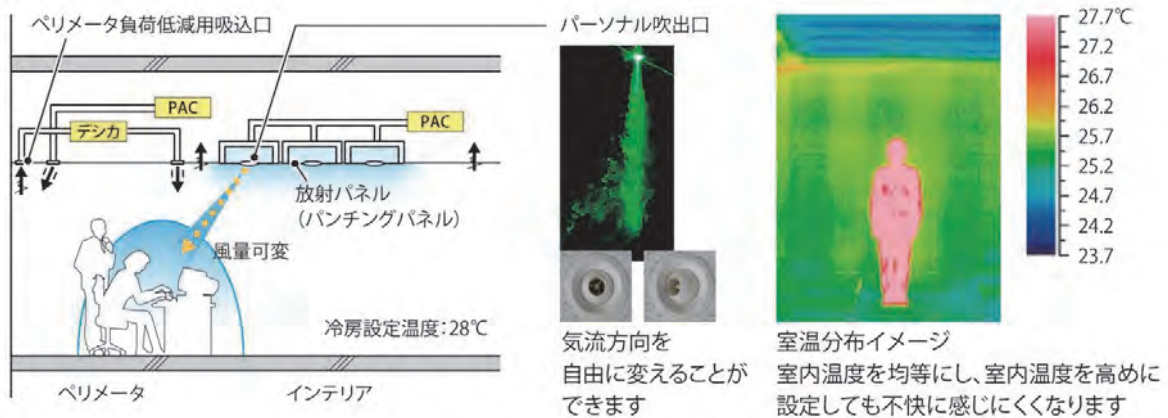 ペリメータ負荷低減用吸込口
PAC
デシカ
PAC
放射パネル
（パンチングパネル）
風量可変
冷房設定温度：28℃
ペリメータ
インテリア
パーソナル吹出口
気流方向を
自由に変えることが
できます
27.7℃
27.2
26.7
26.2
25.7
25.2
24.7
24.2
23.7
室温分布イメージ
室内温度を均等にし、室内温度を高めに
設定しても不快に感じにくくなります